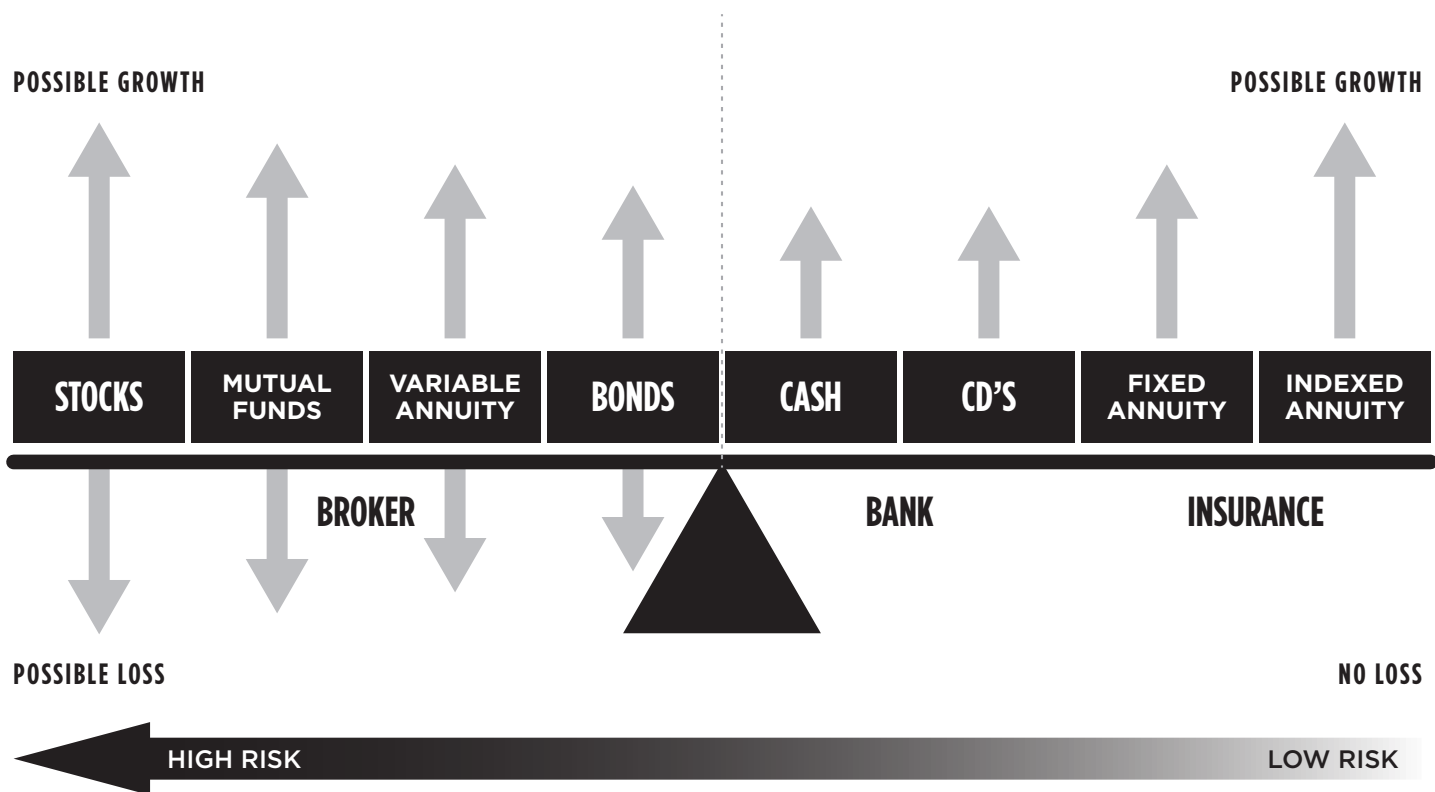 POSSIBLE GROWTH
POSSIBLE GROWTH
STOCKS
MUTUAL
FUNDS
VARIABLE
ANNUITY
BONDS
CASH
CD’S
FIXED
ANNUITY
INDEXED
ANNUITY
BROKER
BANK
INSURANCE
POSSIBLE LOSS
NO LOSS
HIGH RISK
LOW RISK